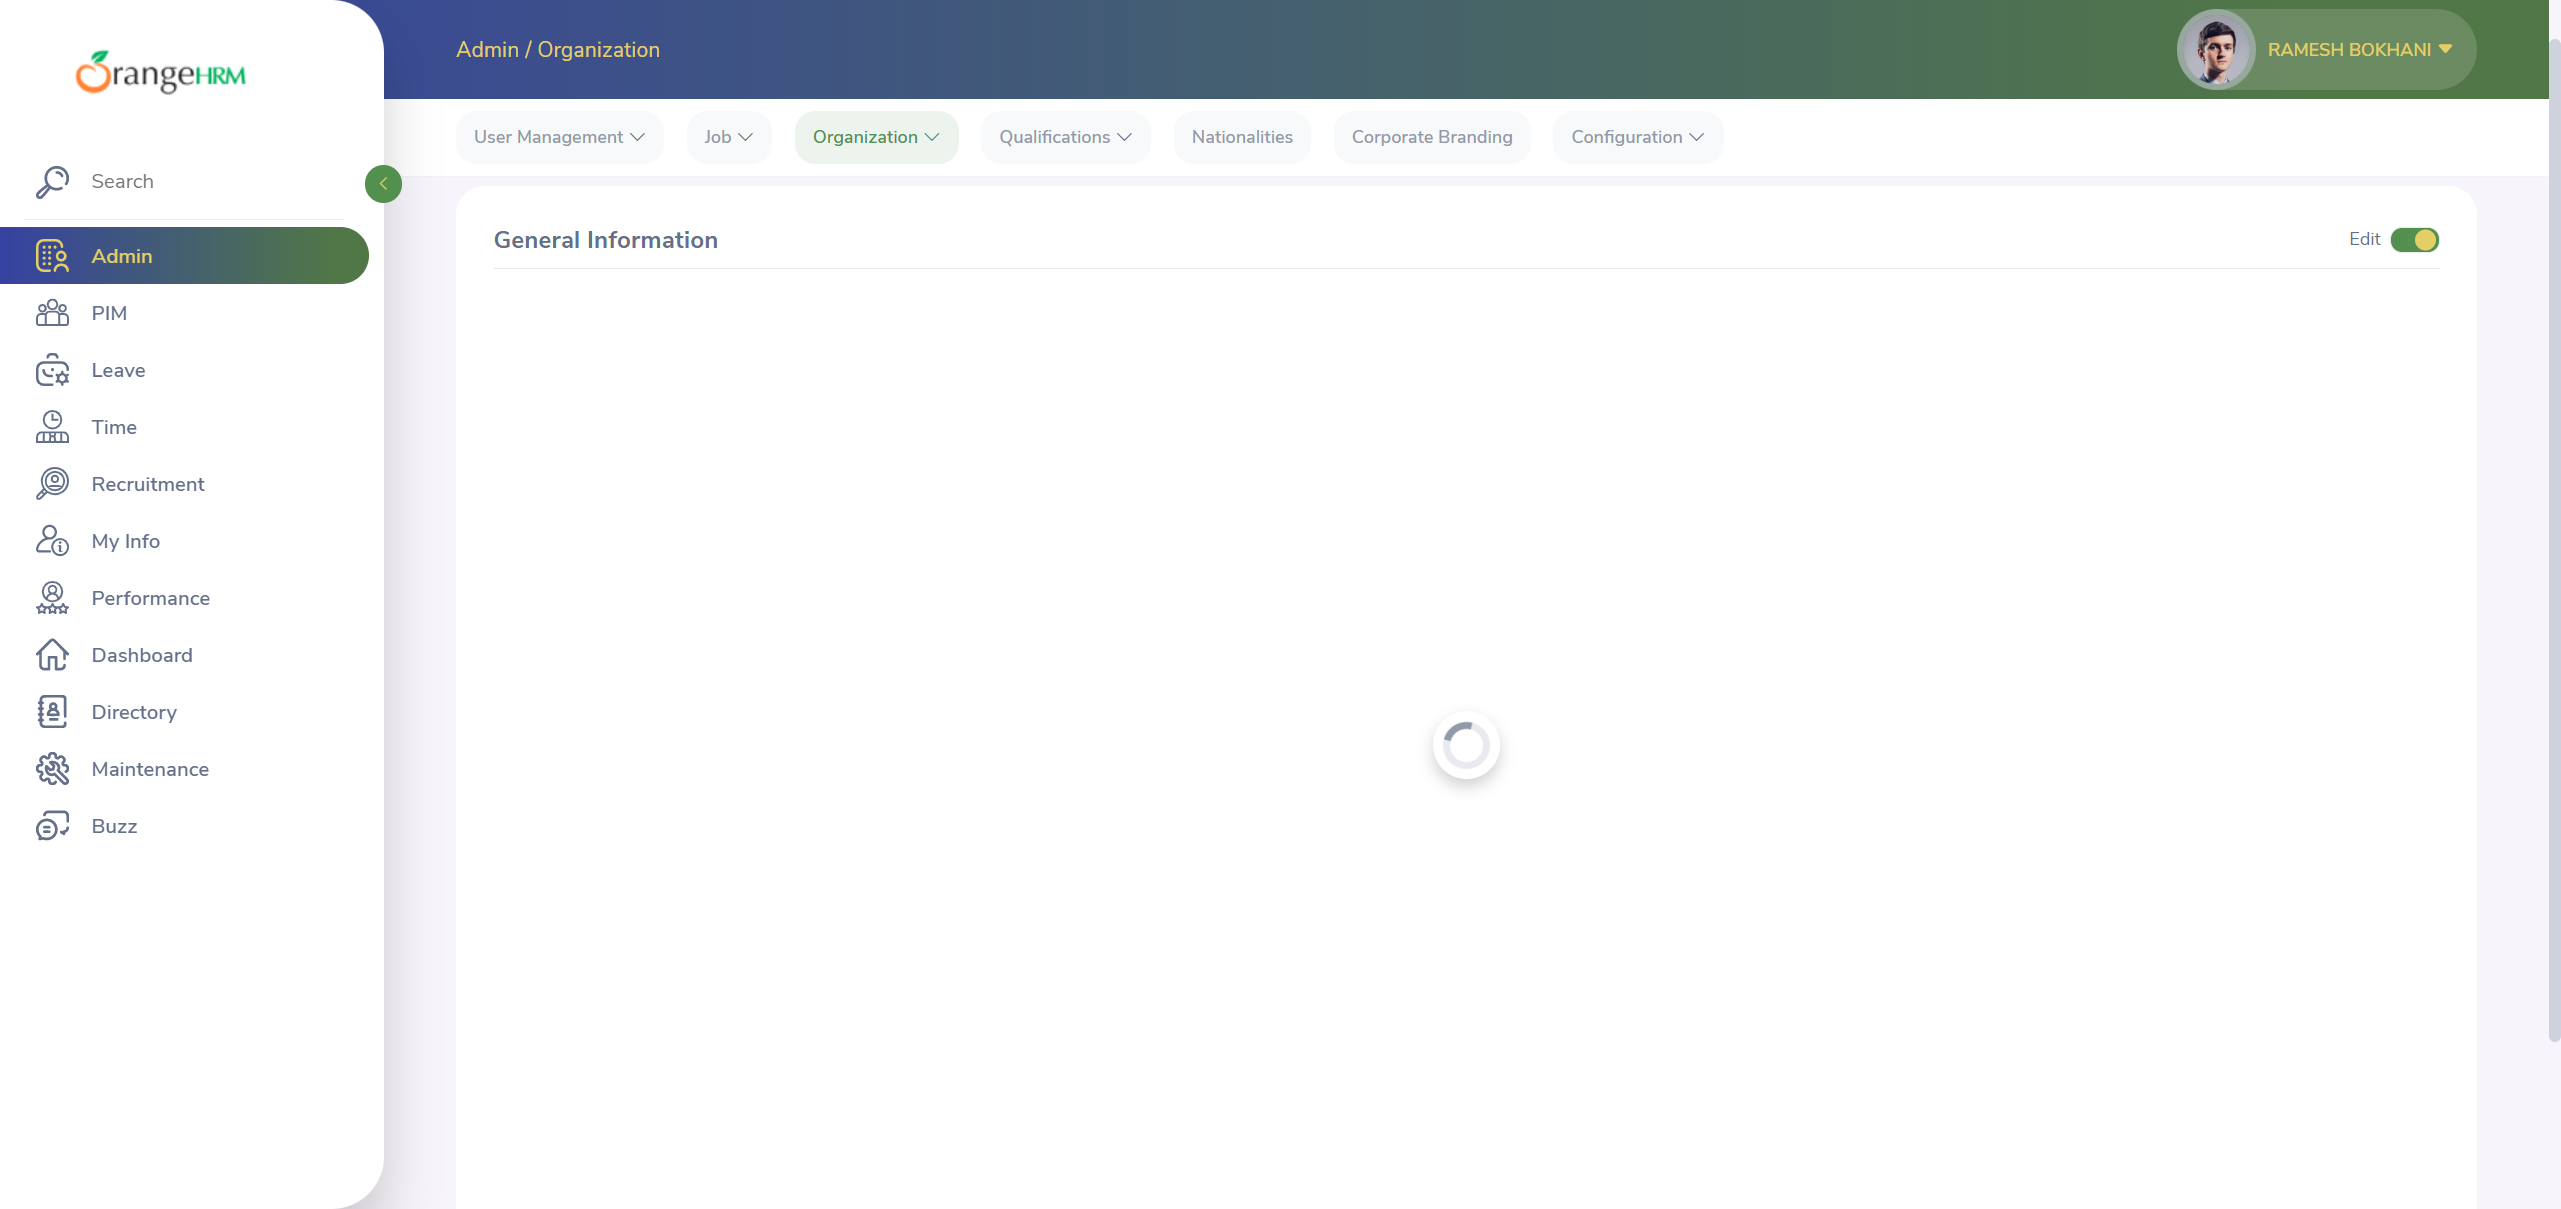 OrangeHRM
Admin / Organization
RAMESH BOKHANI
User Management
Job
Organization
Qualifications
Nationalities
Corporate Branding
Configuration
Search
Admin
PIM
Leave
Time
Recruitment
My Info
Performance
Dashboard
Directory
Maintenance
Buzz
General Information
Edit